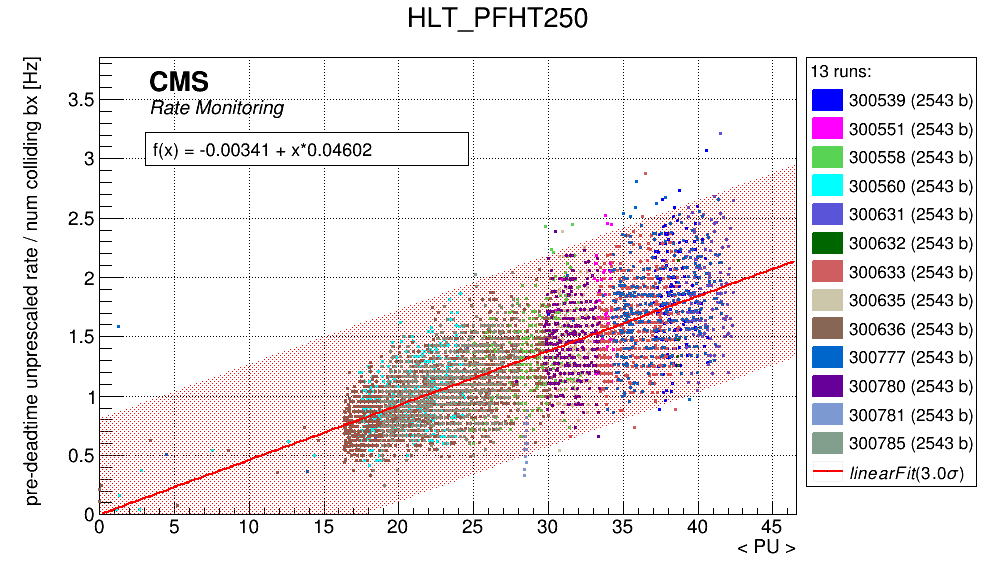 HLT_PFHT250
pre-deadtime unprescaled rate / num colliding bx [Hz]
CMS
Rate Monitoring
f(x) = -0.00341 + x*0.04602
3.5
3
2.5
2
1.5
1
0.5
0
0 5 10 15 20 25 30 35 40 45
< PU >
13 runs:
300539 (2543 b)
300551 (2543 b)
300558 (2543 b)
300560 (2543 b)
300631 (2543 b)
300632 (2543 b)
300633 (2543 b)
300635 (2543 b)
300636 (2543 b)
300777 (2543 b)
300780 (2543 b)
300781 (2543 b)
300785 (2543 b)
linearFit(3.0σ)